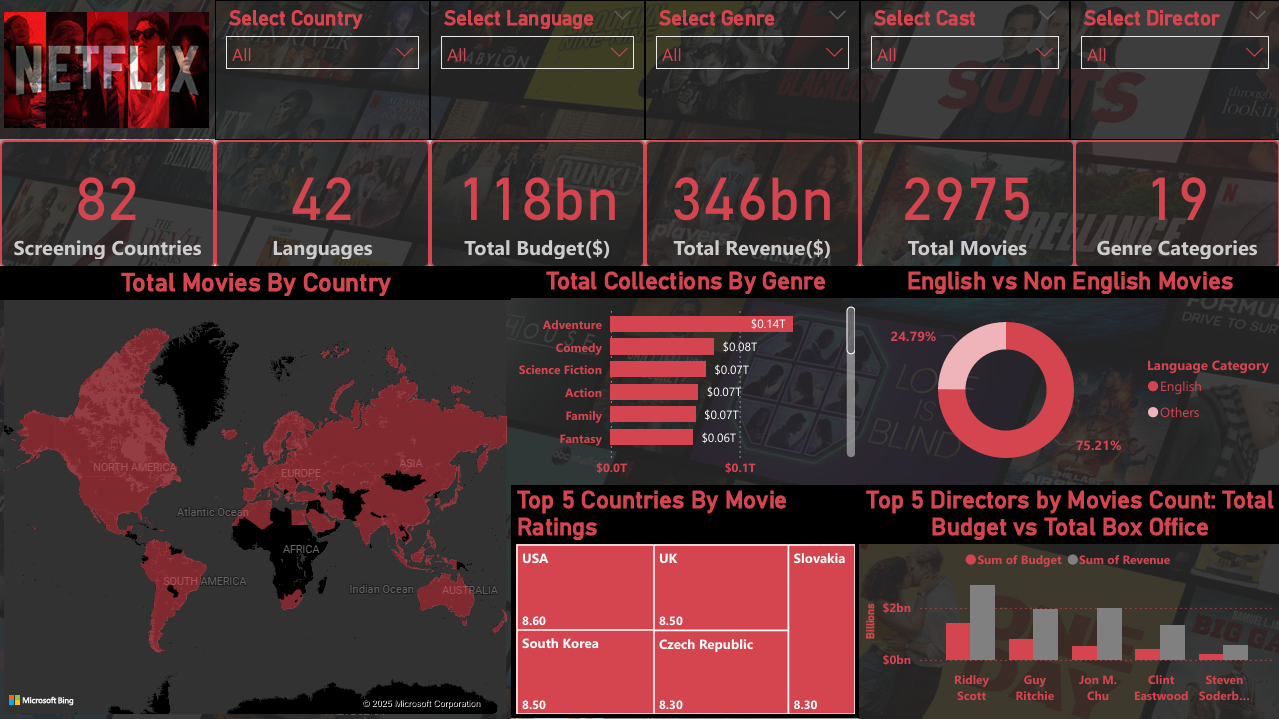 NETFLIX
Select Country
All
Select Language
All
Select Genre
All
Select Cast
All
Select Director
All
SUITS
82
Screening Countries
42
Languages
118bn
Total Budget($)
346bn
Total Revenue($)
2975
Total Movies
19
Genre Categories
FREELANCE
Total Movies By Country
NORTH AMERICA
EUROPE
ASIA
Atlantic Ocean
AFRICA
SOUTH AMERICA
Indian Ocean
AUSTRALIA
Microsoft Bing
© 2025 Microsoft Corporation
Total Collections By Genre
Adventure $0.14T
Comedy $0.08T
Science Fiction $0.07T
Action $0.07T
Family $0.07T
Fantasy $0.06T
$0.0T $0.1T
English vs Non English Movies
24.79%
75.21%
Language Category
English
Others
LOVE
IS
BLIND
Top 5 Countries By Movie
Ratings
USA
8.60
UK
8.50
Slovakia
8.30
South Korea
8.50
Czech Republic
8.30
Top 5 Directors by Movies Count: Total
Budget vs Total Box Office
Sum of Budget Sum of Revenue
Billions
$2bn
$0bn
Ridley
Scott
Guy
Ritchie
Jon M.
Chu
Clint
Eastwood
Steven
Soderb...